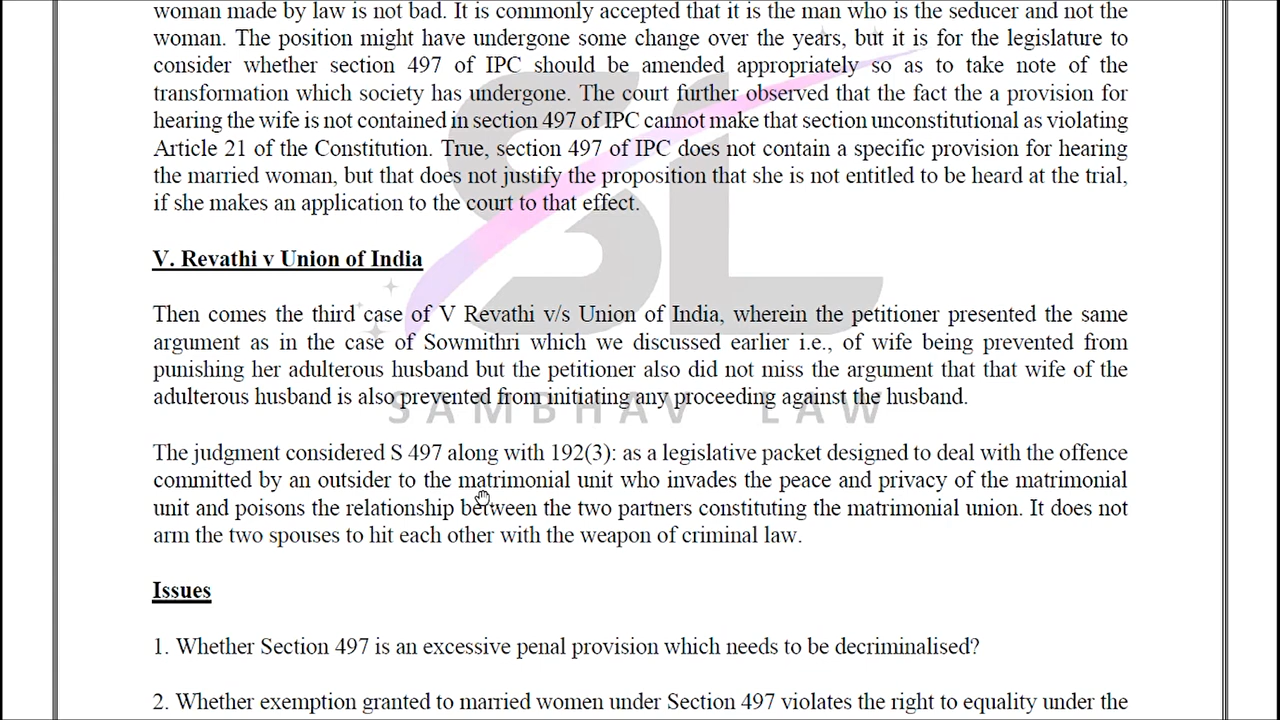 woman made by law is not bad. It is commonly accepted that it is the man who is the seducer and not the
woman. The position might have undergone some change over the years, but it is for the legislature to
consider whether section 497 of IPC should be amended appropriately so as to take note of the
transformation which society has undergone. The court further observed that the fact the a provision for
hearing the wife is not contained in section 497 of IPC cannot make that section unconstitutional as violating
Article 21 of the Constitution. True, section 497 of IPC does not contain a specific provision for hearing
the married woman, but that does not justify the proposition that she is not entitled to be heard at the trial,
if she makes an application to the court to that effect.
V. Revathi v Union of India
Then comes the third case of V Revathi v/s Union of India, wherein the petitioner presented the same
argument as in the case of Sowmithri which we discussed earlier i.e., of wife being prevented from
punishing her adulterous husband but the petitioner also did not miss the argument that that wife of the
adulterous husband is also prevented from initiating any proceeding against the husband.
SL
SAMBHAV LAW
The judgment considered S 497 along with 192(3): as a legislative packet designed to deal with the offence
committed by an outsider to the matrimonial unit who invades the peace and privacy of the matrimonial
unit and poisons the relationship between the two partners constituting the matrimonial union. It does not
arm the two spouses to hit each other with the weapon of criminal law.
Issues
1. Whether Section 497 is an excessive penal provision which needs to be decriminalised?
2. Whether exemption granted to married women under Section 497 violates the right to equality under the